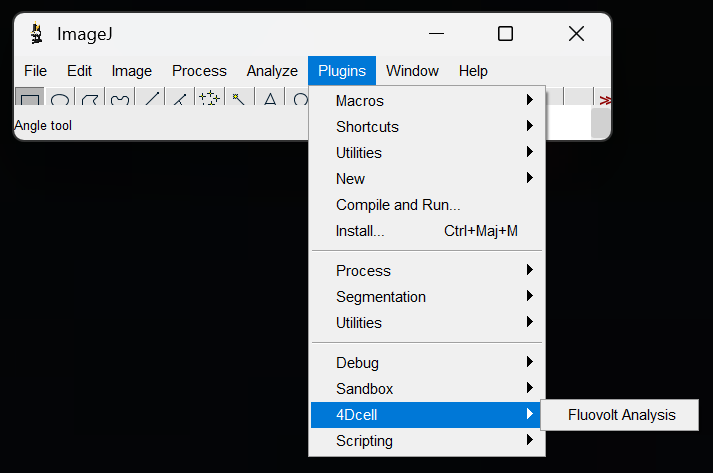 ImageJ
File Edit Image Process Analyze Plugins Window Help
A
Angle tool
Macros
Shortcuts
Utilities
New
Compile and Run...
Install... Ctrl+Maj+M
Process
Segmentation
Utilities
Debug
Sandbox
4Dcell
Fluovolt Analysis
Scripting